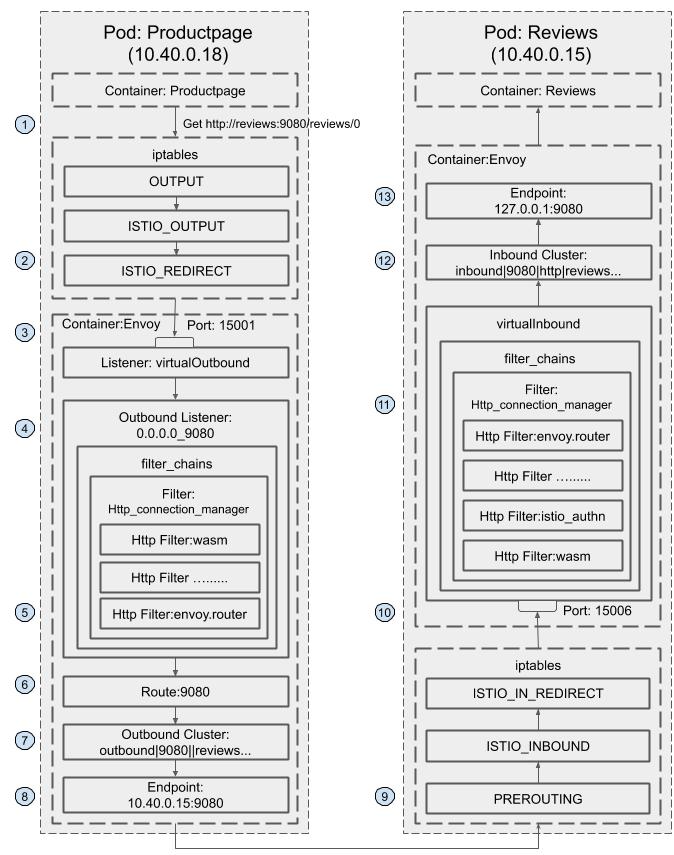 Pod: Productpage
(10.40.0.18)
Container: Productpage
1
Get http://reviews:9080/reviews/0
iptables
OUTPUT
ISTIO_OUTPUT
2
ISTIO_REDIRECT
Container:Envoy
Port: 15001
3
Listener: virtualOutbound
4
Outbound Listener:
0.0.0.0_9080
filter_chains
Filter:
Http_connection_manager
Http Filter:wasm
Http Filter ….......
5
Http Filter:envoy.router
6
Route:9080
7
Outbound Cluster:
outbound|9080||reviews...
8
Endpoint:
10.40.0.15:9080
Pod: Reviews
(10.40.0.15)
Container: Reviews
Container:Envoy
13
Endpoint:
127.0.0.1:9080
12
Inbound Cluster:
inbound|9080|http|reviews...
virtualInbound
filter_chains
11
Filter:
Http_connection_manager
Http Filter:envoy.router
Http Filter ….......
Http Filter:istio_authn
Http Filter:wasm
10
Port: 15006
iptables
ISTIO_IN_REDIRECT
ISTIO_INBOUND
9
PREROUTING